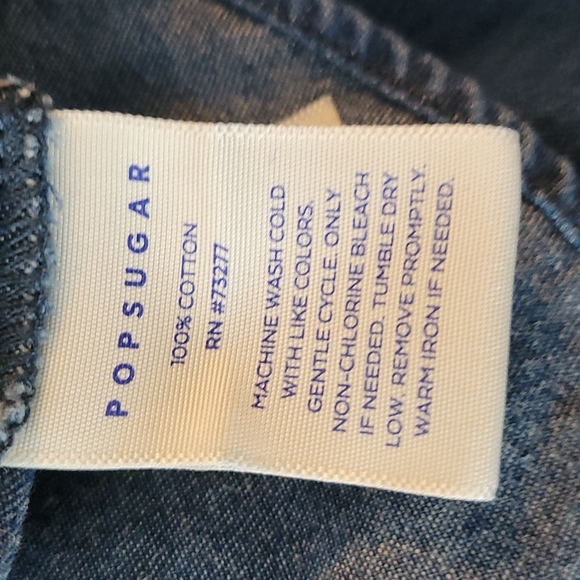 POPSUGAR
100% COTTON
RN #73277
MACHINE WASH COLD
WITH LIKE COLORS.
GENTLE CYCLE. ONLY
NON-CHLORINE BLEACH
IF NEEDED. TUMBLE DRY
LOW. REMOVE PROMPTLY.
WARM IRON IF NEEDED.